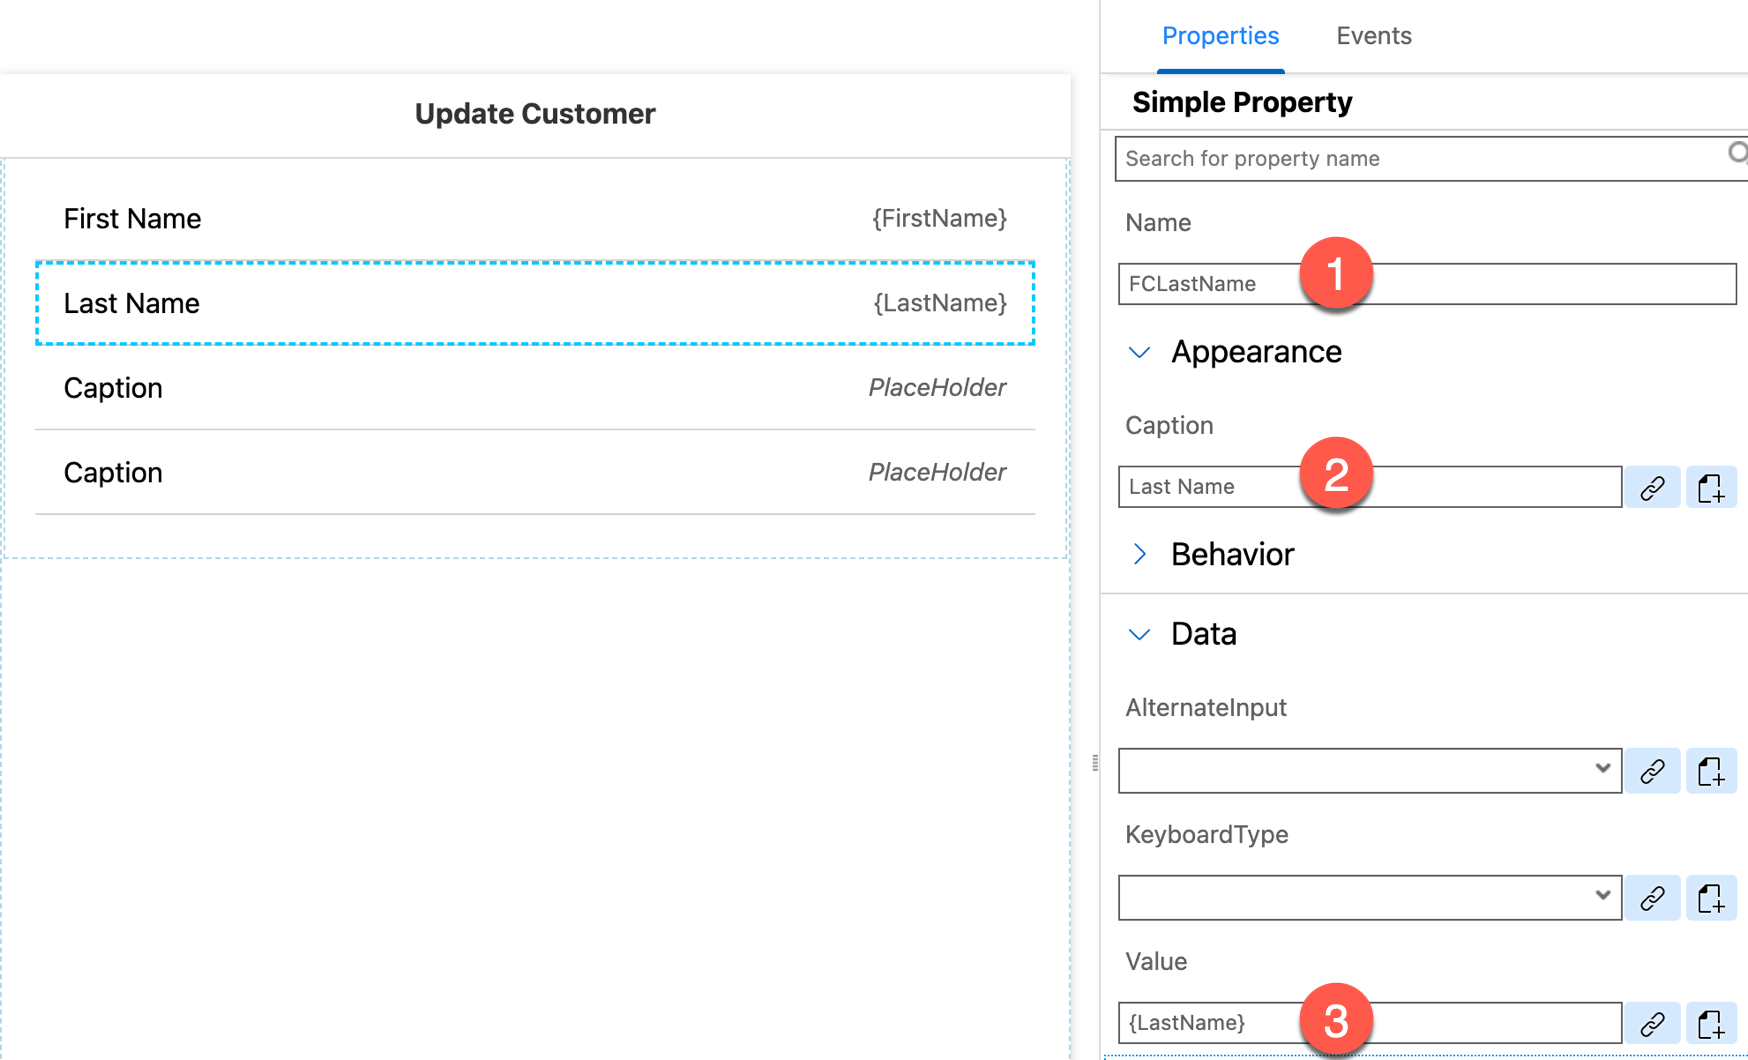 Update Customer
First Name {FirstName}
Last Name {LastName}
Caption PlaceHolder
Caption PlaceHolder
Properties Events
Simple Property
Search for property name
Name
FCLastName 1
Appearance
Caption
Last Name 2
Behavior
Data
AlternateInput
KeyboardType
Value
{LastName} 3